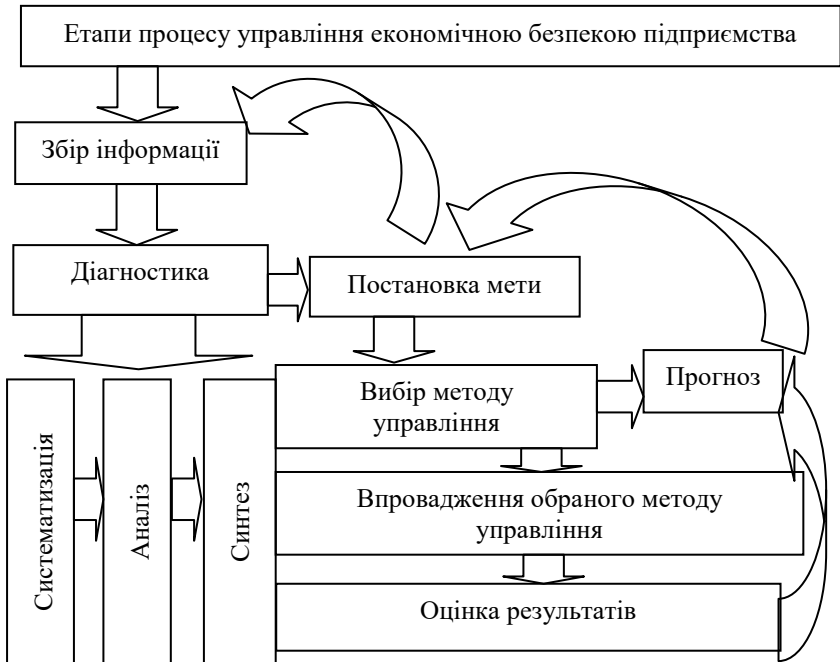 Етапи процесу управління економічною безпекою підприємства
Збір інформації
Діагностика
Постановка мети
Вибір методу
управління
Прогноз
Систематизація
Аналіз
Синтез
Впровадження обраного методу
управління
Оцінка результатів